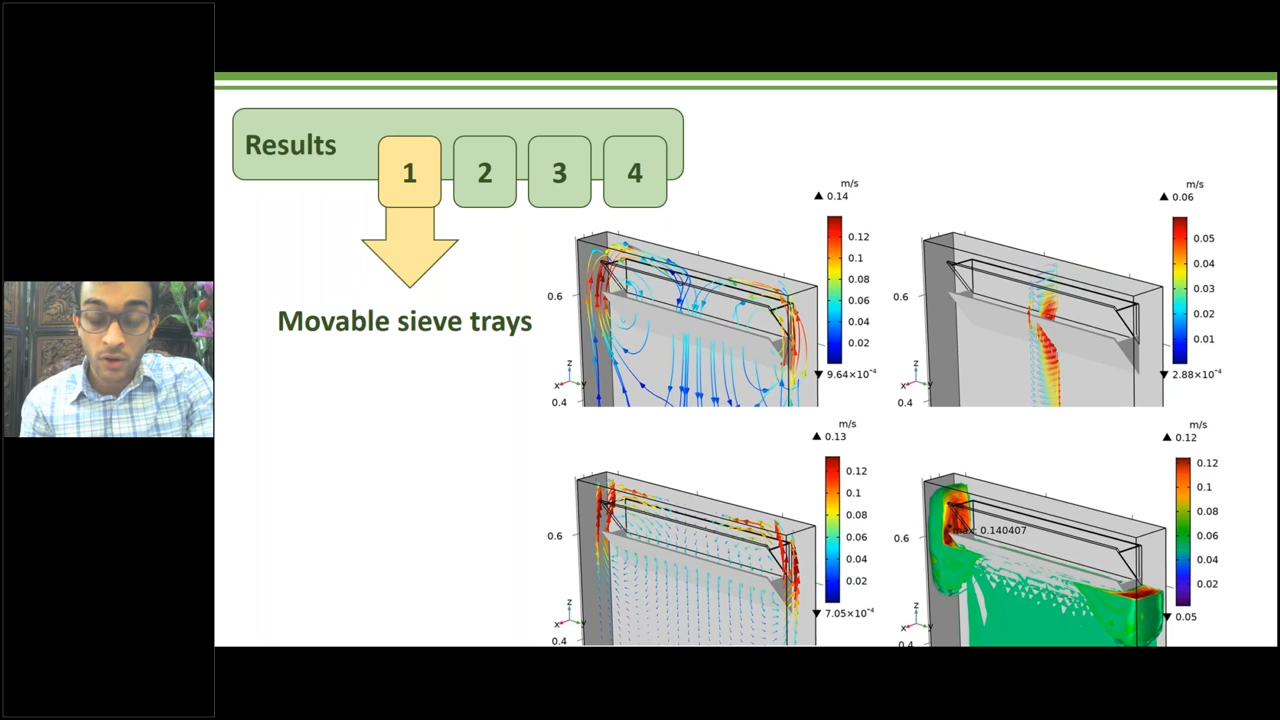 Results
1
2
3
4
Movable sieve trays
m/s
▲ 0.14
0.12
0.1
0.08
0.06
0.04
0.02
▼ 9.64×10⁻⁴
0.6
0.4
z
x
y
m/s
▲ 0.06
0.05
0.04
0.03
0.02
0.01
▼ 2.88×10⁻⁴
0.6
0.4
z
x
y
m/s
▲ 0.13
0.12
0.1
0.08
0.06
0.04
0.02
▼ 7.05×10⁻⁴
0.6
0.4
z
x
y
m/s
▲ 0.12
0.12
0.1
0.08
0.06
0.04
0.02
▼ 0.05
max: 0.140407
0.6
0.4
z
x
y